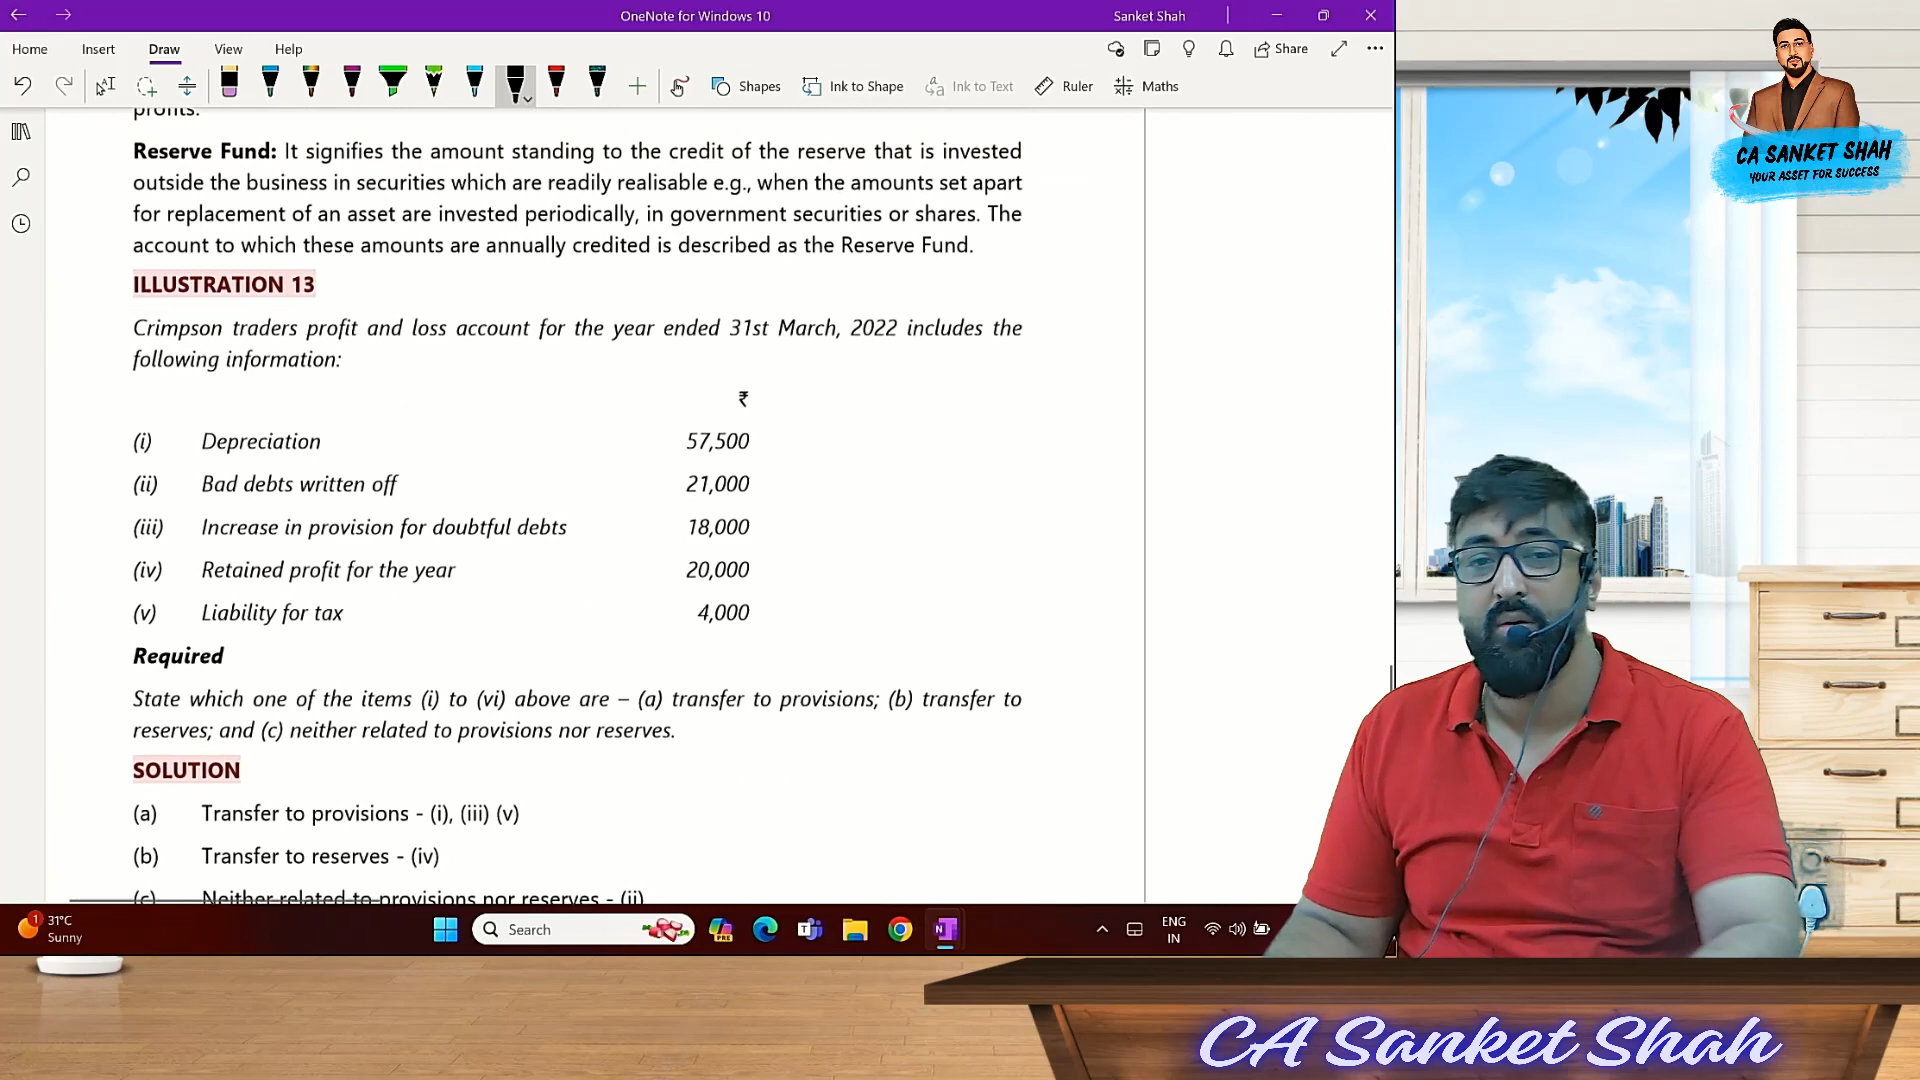 OneNote for Windows 10
Sanket Shah
Home Insert Draw View Help
Share
Shapes Ink to Shape Ink to Text Ruler Maths
profits.
Reserve Fund: It signifies the amount standing to the credit of the reserve that is invested
outside the business in securities which are readily realisable e.g., when the amounts set apart
for replacement of an asset are invested periodically, in government securities or shares. The
account to which these amounts are annually credited is described as the Reserve Fund.
ILLUSTRATION 13
Crimpson traders profit and loss account for the year ended 31st March, 2022 includes the
following information:
₹
(i) Depreciation 57,500
(ii) Bad debts written off 21,000
(iii) Increase in provision for doubtful debts 18,000
(iv) Retained profit for the year 20,000
(v) Liability for tax 4,000
Required
State which one of the items (i) to (vi) above are – (a) transfer to provisions; (b) transfer to
reserves; and (c) neither related to provisions nor reserves.
SOLUTION
(a) Transfer to provisions - (i), (iii) (v)
(b) Transfer to reserves - (iv)
(c) Neither related to provisions nor reserves - (ii)
1
31°C
Sunny
Search
PRE
ENG
IN
CA SANKET SHAH
YOUR ASSET FOR SUCCESS
CA Sanket Shah